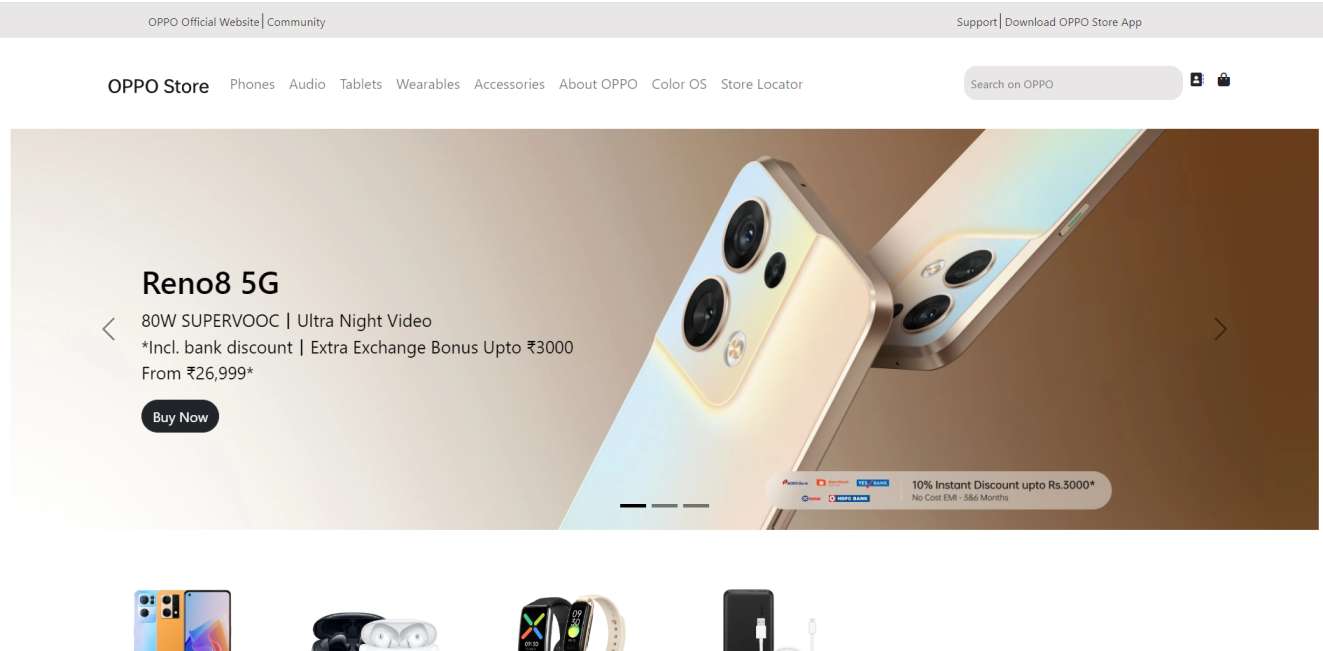 OPPO Official Website | Community
Support | Download OPPO Store App
OPPO Store Phones Audio Tablets Wearables Accessories About OPPO Color OS Store Locator
Search on OPPO
Reno8 5G
80W SUPERVOOC | Ultra Night Video
*Incl. bank discount | Extra Exchange Bonus Upto ₹3000
From ₹26,999*
Buy Now
YES BANK
HDFC BANK
10% Instant Discount upto Rs.3000*
No Cost EMI - 3&6 Months